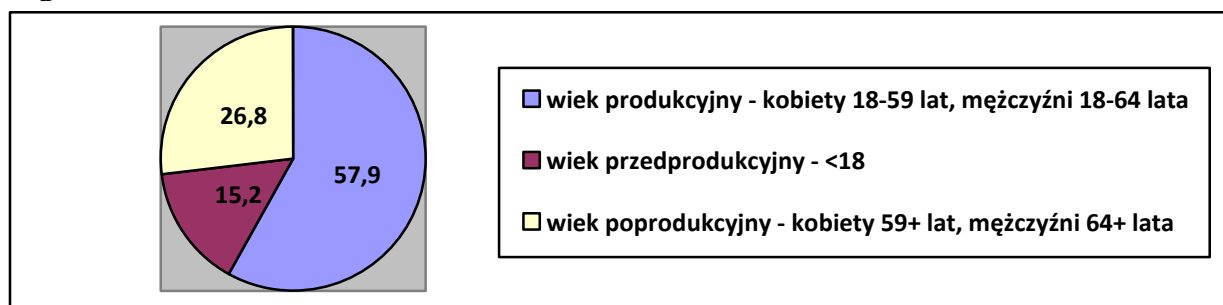 26,8
57,9
15,2
wiek produkcyjny - kobiety 18-59 lat, mężczyźni 18-64 lata
wiek przedprodukcyjny - <18
wiek poprodukcyjny - kobiety 59+ lat, mężczyźni 64+ lata